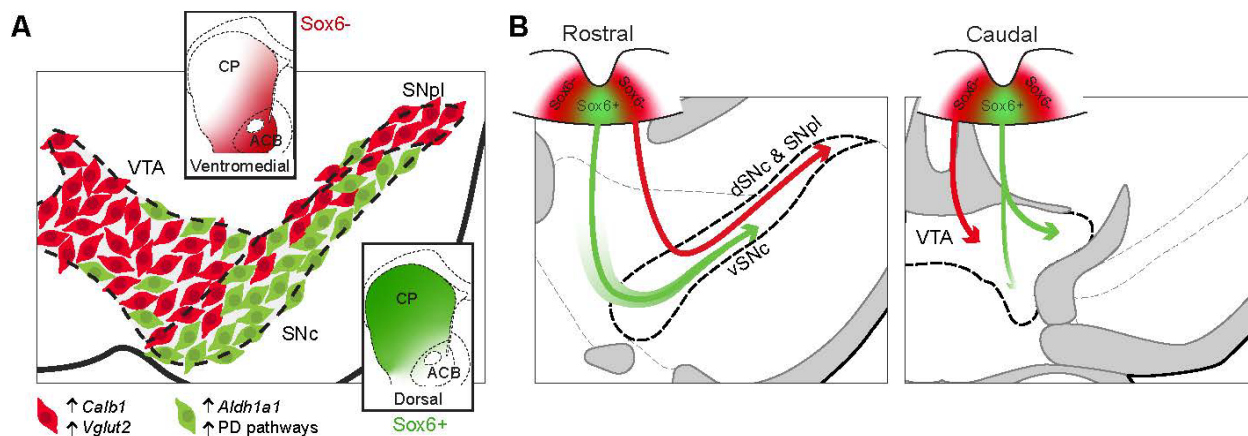 A
Sox6-
CP
ACB
Ventromedial
SNpl
VTA
SNc
CP
ACB
Dorsal
Sox6+
↑ Calb1
↑ Vglut2
↑ Aldh1a1
↑ PD pathways
B
Rostral
Sox6-
Sox6+
Sox6-
dSNc & SNpl
vSNc
Caudal
Sox6-
Sox6+
Sox6-
VTA